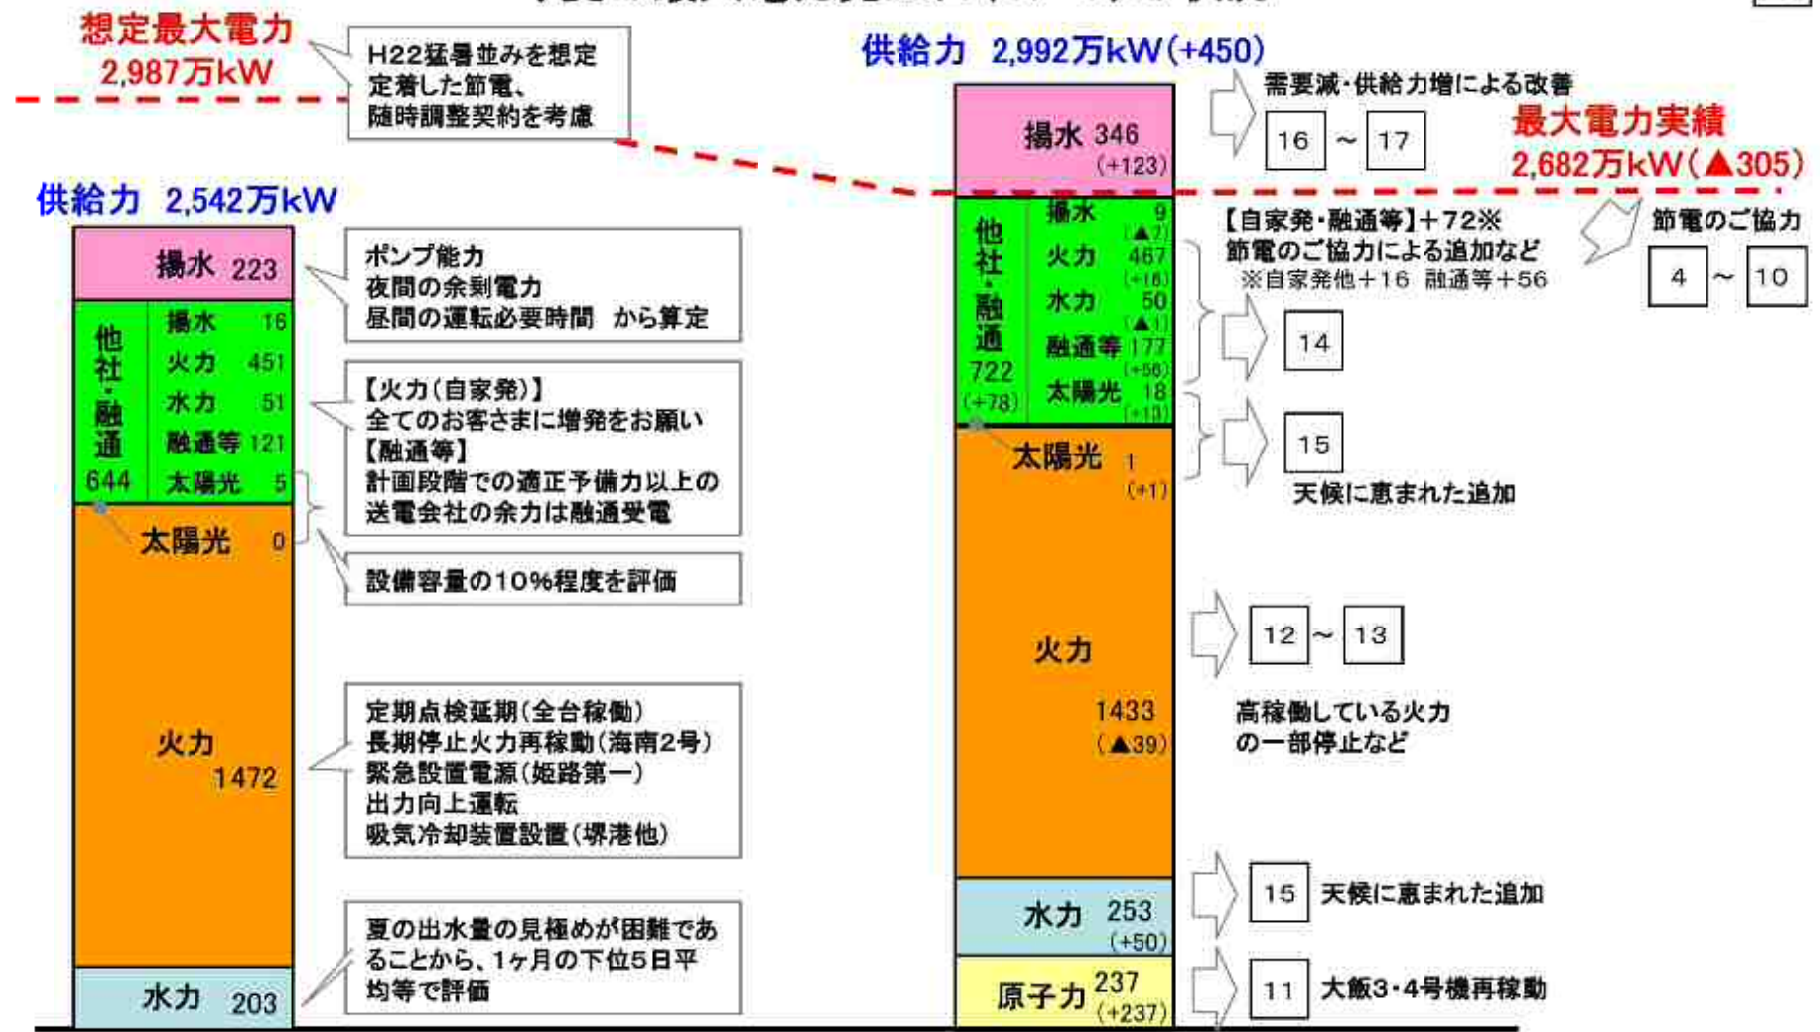 想定最大電力
2,987万kW
H22猛暑並みを想定
定着した節電、
随時調整契約を考慮
供給力 2,542万kW
揚水 223
他社・融通
644
揚水 16
火力 451
水力 51
融通等 121
太陽光 5
太陽光 0
火力
1472
水力 203
ポンプ能力
夜間の余剰電力
昼間の運転必要時間 から算定
【火力(自家発)】
全てのお客さまに増発をお願い
【融通等】
計画段階での適正予備力以上の
送電会社の余力は融通受電
設備容量の10%程度を評価
定期点検延期(全台稼働)
長期停止火力再稼動(海南2号)
緊急設置電源(姫路第一)
出力向上運転
吸気冷却装置設置(堺港他)
夏の出水量の見極めが困難であ
ることから、1ヶ月の下位5日平
均等で評価
供給力 2,992万kW(+450)
揚水 346
(+123)
他社・融通
722
(+78)
揚水 9
(▲7)
火力 467
(+16)
水力 50
(▲1)
融通等 177
(+56)
太陽光 18
(+13)
太陽光 1
(+1)
火力
1433
(▲39)
水力 253
(+50)
原子力 237
(+237)
需要減・供給力増による改善
16 ~ 17
最大電力実績
2,682万kW(▲305)
【自家発・融通等】+72※
節電のご協力による追加など
※自家発他+16 融通等+56
節電のご協力
4 ~ 10
14
15
天候に恵まれた追加
12 ~ 13
高稼働している火力
の一部停止など
15 天候に恵まれた追加
11 大飯3・4号機再稼動